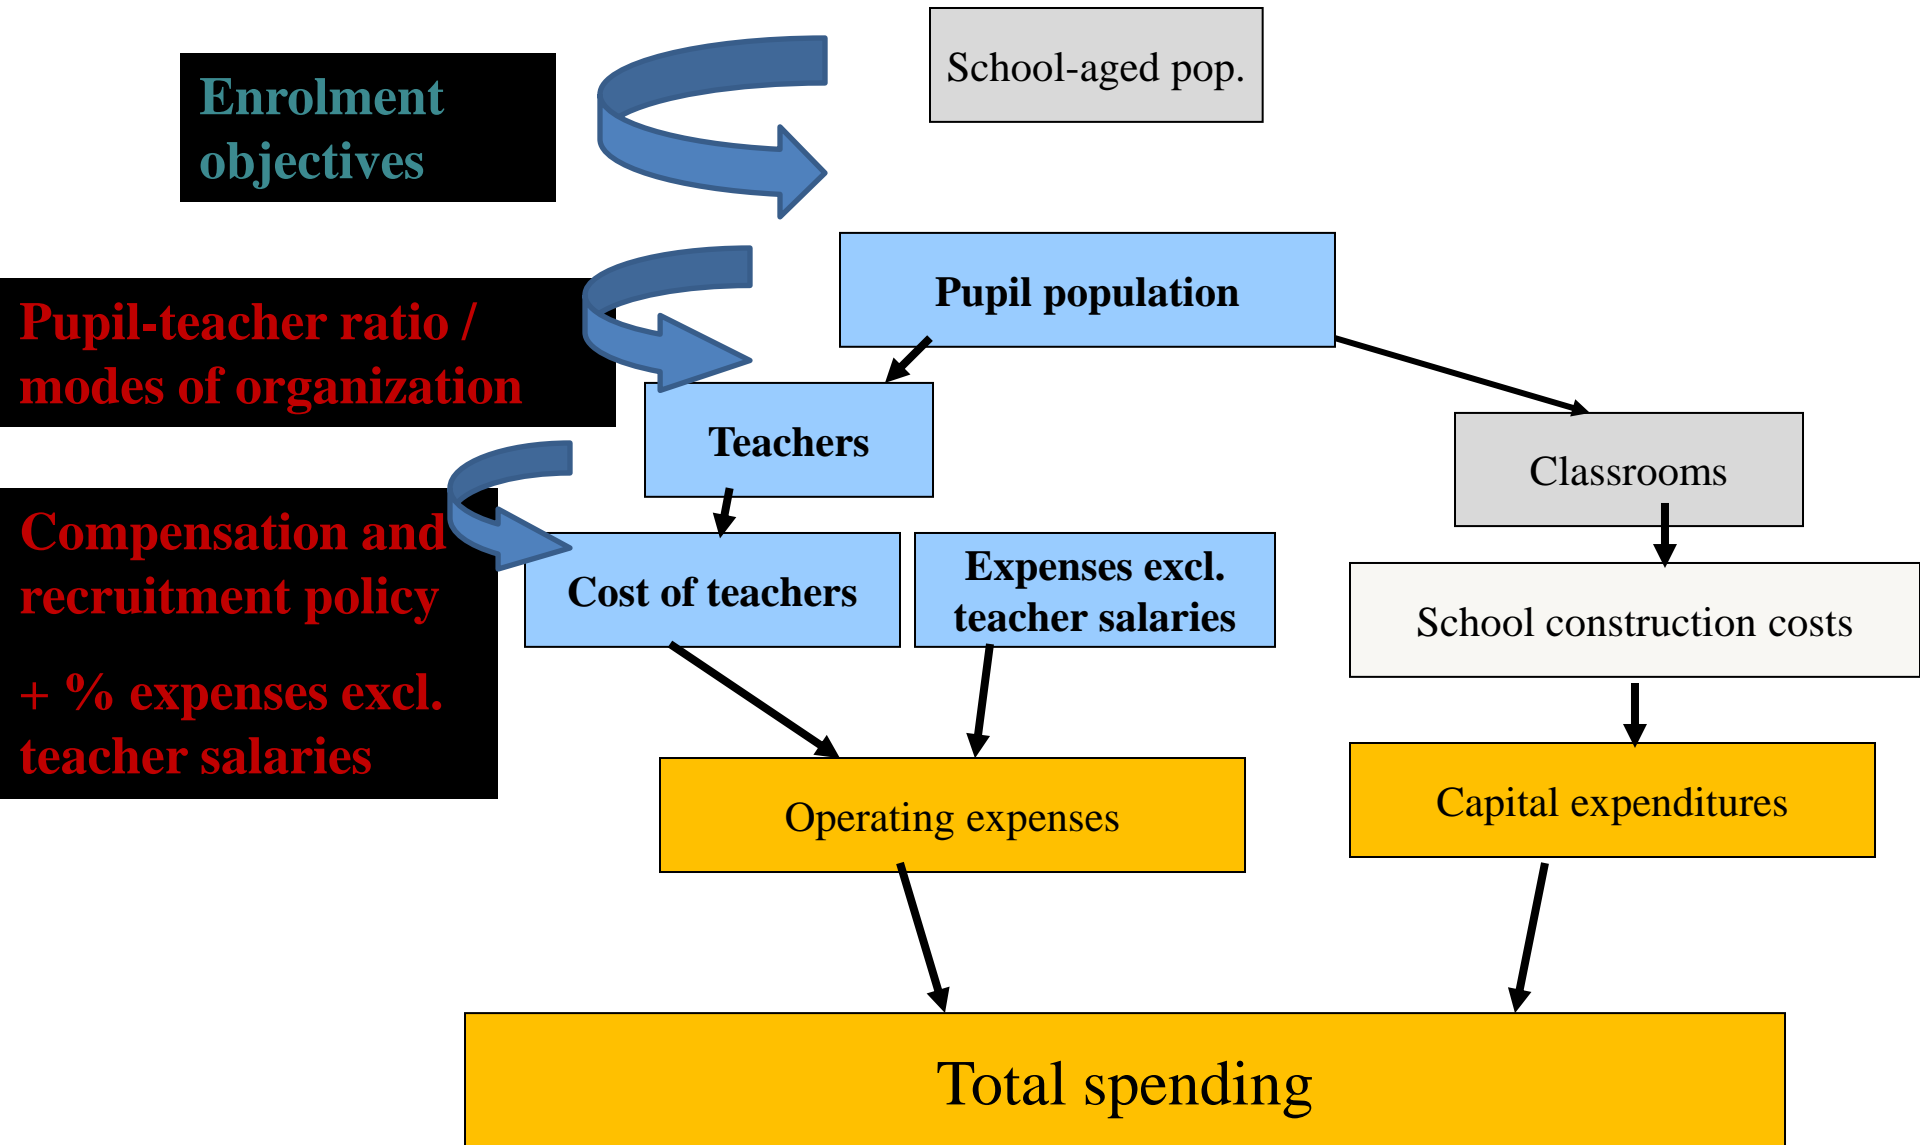 School-aged pop.
Enrolment
objectives
Pupil population
Pupil-teacher ratio /
modes of organization
Teachers
Classrooms
Compensation and
recruitment policy
+ % expenses excl.
teacher salaries
Cost of teachers
Expenses excl.
teacher salaries
School construction costs
Operating expenses
Capital expenditures
Total spending